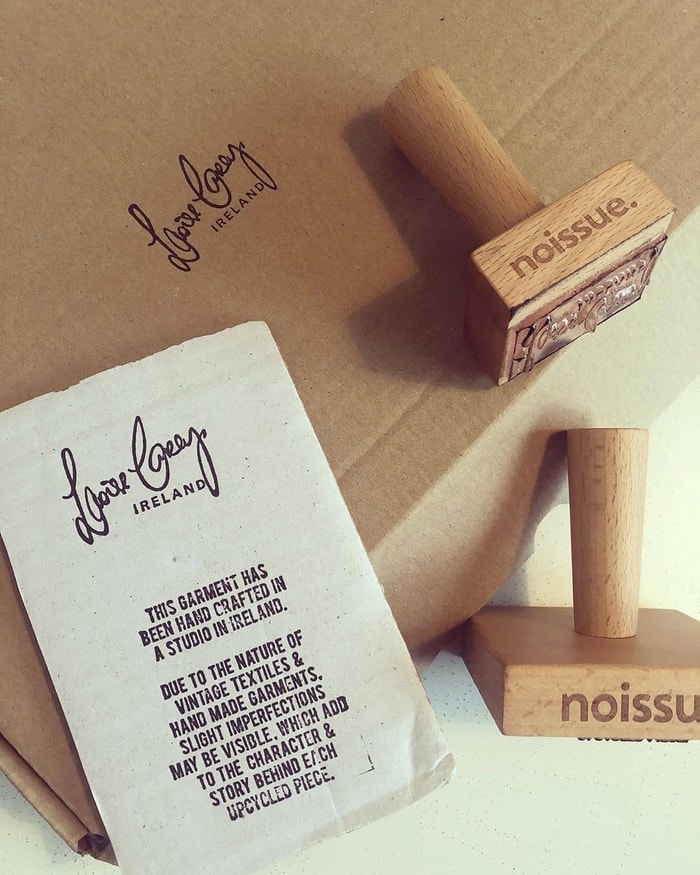 IRELAND
noissue.
IRELAND
THIS GARMENT HAS
BEEN HAND CRAFTED IN
A STUDIO IN IRELAND.
DUE TO THE NATURE OF
VINTAGE TEXTILES &
HAND MADE GARMENTS,
SLIGHT IMPERFECTIONS
MAY BE VISIBLE, WHICH ADD
TO THE CHARACTER &
STORY BEHIND EACH
UPCYCLED PIECE.
noissu